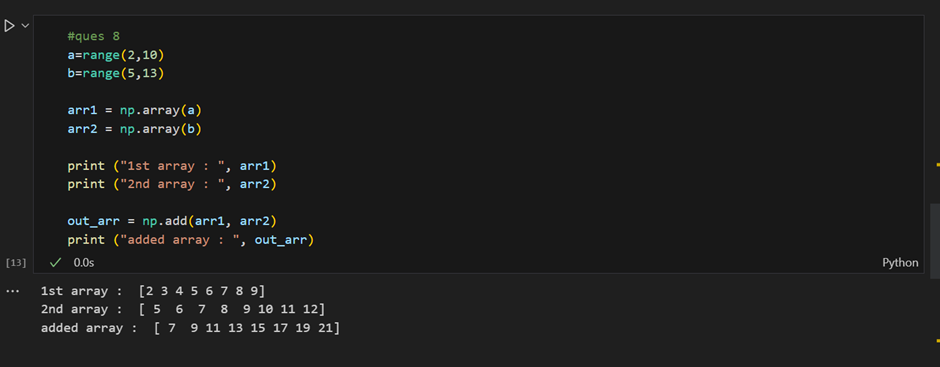 #ques 8
a=range(2,10)
b=range(5,13)
arr1 = np.array(a)
arr2 = np.array(b)
print ("1st array : ", arr1)
print ("2nd array : ", arr2)
out_arr = np.add(arr1, arr2)
print ("added array : ", out_arr)
[13] 0.0s Python
1st array :  [2 3 4 5 6 7 8 9]
2nd array :  [ 5  6  7  8  9 10 11 12]
added array :  [ 7  9 11 13 15 17 19 21]